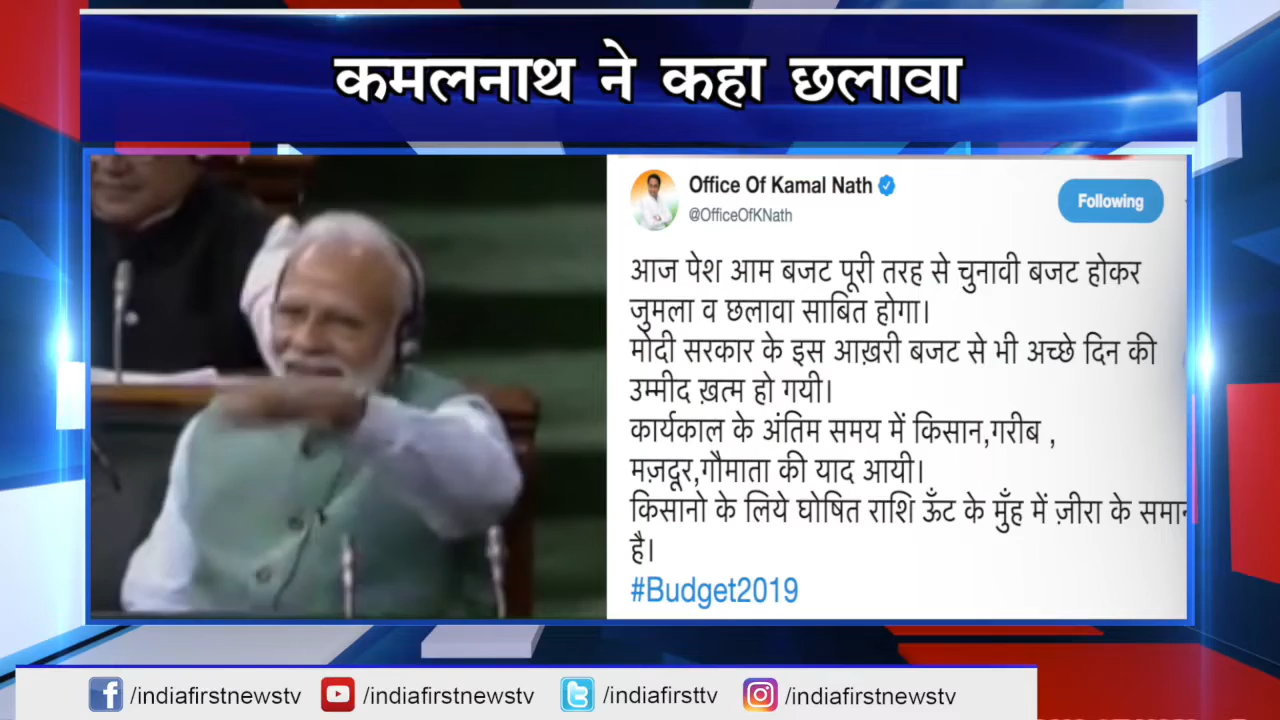 कमलनाथ ने कहा छलावा
Office Of Kamal Nath
@OfficeOfKNath
Following
आज पेश आम बजट पूरी तरह से चुनावी बजट होकर
जुमला व छलावा साबित होगा।
मोदी सरकार के इस आख़री बजट से भी अच्छे दिन की
उम्मीद ख़त्म हो गयी।
कार्यकाल के अंतिम समय में किसान,गरीब ,
मज़दूर,गौमाता की याद आयी।
किसानो के लिये घोषित राशि ऊँट के मुँह में ज़ीरा के समान
है।
#Budget2019
/indiafirstnewstv /indiafirstnewstv /indiafirsttv /indiafirstnewstv